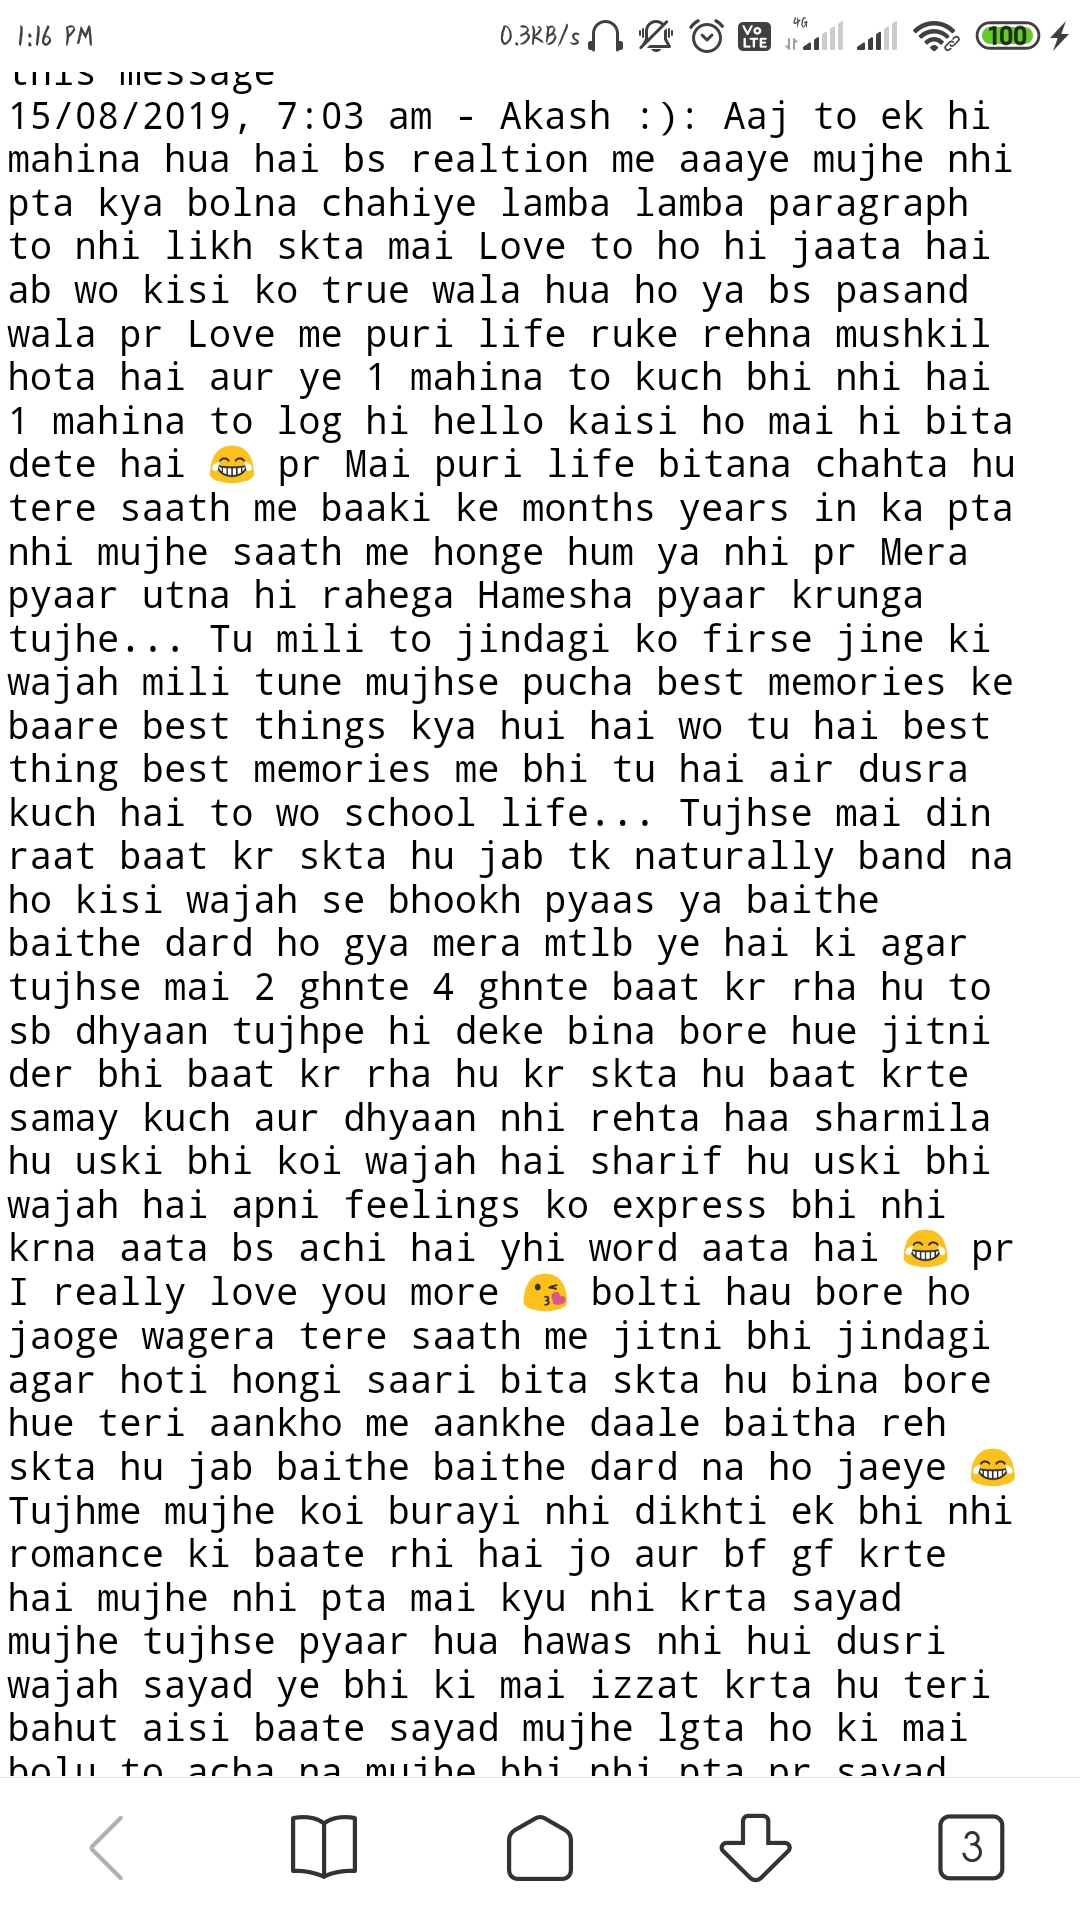 1:16 PM 0.3KB/s Vo LTE 4G 100
this message
15/08/2019, 7:03 am - Akash :): Aaj to ek hi
mahina hua hai bs realtion me aaaye mujhe nhi
pta kya bolna chahiye lamba lamba paragraph
to nhi likh skta mai Love to ho hi jaata hai
ab wo kisi ko true wala hua ho ya bs pasand
wala pr Love me puri life ruke rehna mushkil
hota hai aur ye 1 mahina to kuch bhi nhi hai
1 mahina to log hi hello kaisi ho mai hi bita
dete hai 😂 pr Mai puri life bitana chahta hu
tere saath me baaki ke months years in ka pta
nhi mujhe saath me honge hum ya nhi pr Mera
pyaar utna hi rahega Hamesha pyaar krunga
tujhe... Tu mili to jindagi ko firse jine ki
wajah mili tune mujhse pucha best memories ke
baare best things kya hui hai wo tu hai best
thing best memories me bhi tu hai air dusra
kuch hai to wo school life... Tujhse mai din
raat baat kr skta hu jab tk naturally band na
ho kisi wajah se bhookh pyaas ya baithe
baithe dard ho gya mera mtlb ye hai ki agar
tujhse mai 2 ghnte 4 ghnte baat kr rha hu to
sb dhyaan tujhpe hi deke bina bore hue jitni
der bhi baat kr rha hu kr skta hu baat krte
samay kuch aur dhyaan nhi rehta haa sharmila
hu uski bhi koi wajah hai sharif hu uski bhi
wajah hai apni feelings ko express bhi nhi
krna aata bs achi hai yhi word aata hai 😂 pr
I really love you more 😘 bolti hau bore ho
jaoge wagera tere saath me jitni bhi jindagi
agar hoti hongi saari bita skta hu bina bore
hue teri aankho me aankhe daale baitha reh
skta hu jab baithe baithe dard na ho jaeye 😂
Tujhme mujhe koi burayi nhi dikhti ek bhi nhi
romance ki baate rhi hai jo aur bf gf krte
hai mujhe nhi pta mai kyu nhi krta sayad
mujhe tujhse pyaar hua hawas nhi hui dusri
wajah sayad ye bhi ki mai izzat krta hu teri
bahut aisi baate sayad mujhe lgta ho ki mai
bolu to acha na mujhe bhi nhi pta pr sayad
3